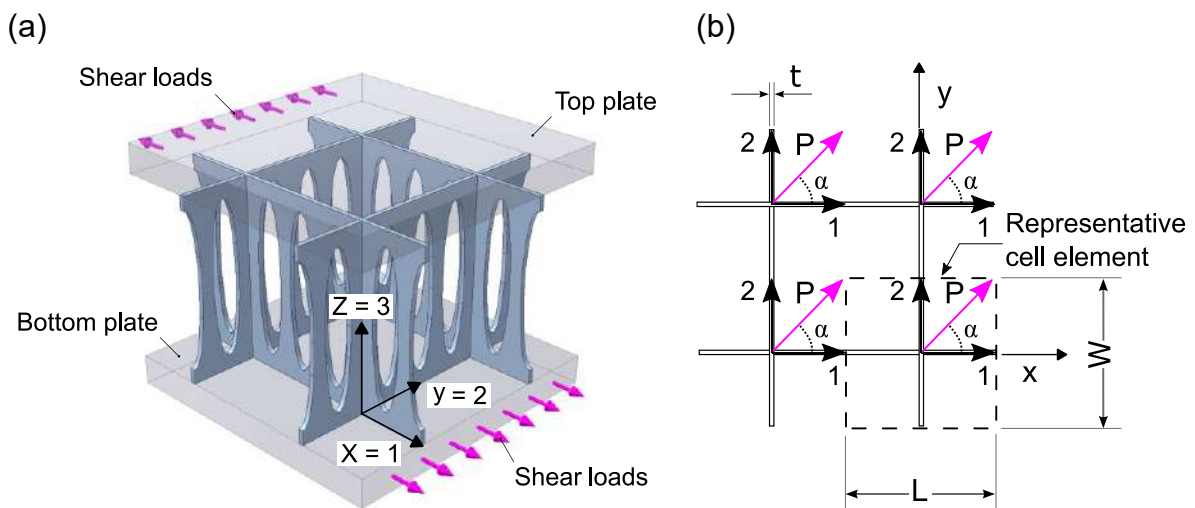 (a)
Shear loads
Top plate
Bottom plate
Z = 3
y = 2
X = 1
Shear loads
(b)
t
y
2
P
α
1
2
P
α
1
Representative
cell element
2
P
α
1
2
P
α
1
x
W
L